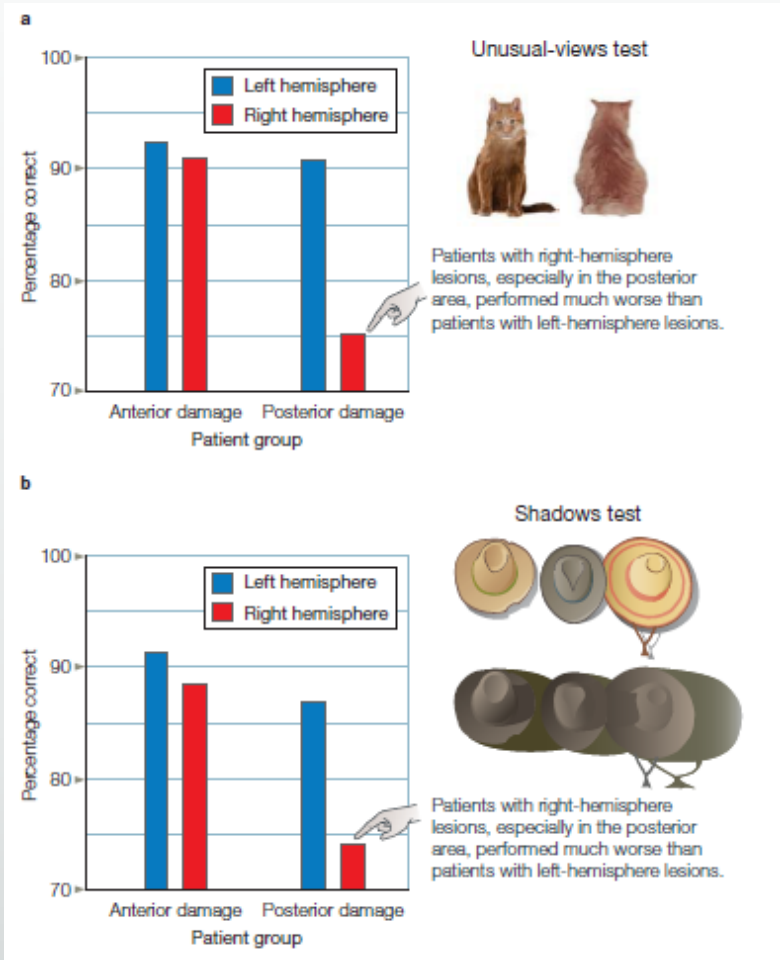 a
Unusual-views test
100
Left hemisphere
Right hemisphere
90
80
70
Percentage correct
Anterior damage Posterior damage
Patient group
Patients with right-hemisphere
lesions, especially in the posterior
area, performed much worse than
patients with left-hemisphere lesions.
b
Shadows test
100
Left hemisphere
Right hemisphere
90
80
70
Percentage correct
Anterior damage Posterior damage
Patient group
Patients with right-hemisphere
lesions, especially in the posterior
area, performed much worse than
patients with left-hemisphere lesions.